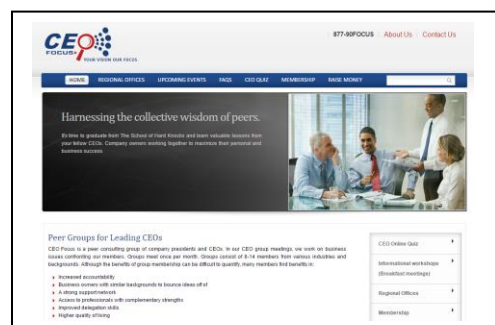 CEO
FOCUS
YOUR VISION OUR FOCUS
877-90FOCUS About Us Contact Us
HOME REGIONAL OFFICES UPCOMING EVENTS FAQS CEO QUIZ MEMBERSHIP RAISE MONEY
Harnessing the collective wisdom of peers.
It's time to graduate from The School of Hard Knocks and learn valuable lessons from
your fellow CEOs. Company owners working together to maximize their personal and
business success
Peer Groups for Leading CEOs
CEO Focus is a peer consulting group of company presidents and CEOs. In our CEO group meetings, we work on business
issues confronting our members. Groups meet once per month. Groups consist of 8-14 members from various industries and
backgrounds. Although the benefits of group membership can be difficult to quantify, many members find benefits in:
Increased accountability
Business owners with similar backgrounds to bounce ideas off of
A strong support network
Access to professionals with complementary strengths
Improved delegation skills
Higher quality of living
CEO Online Quiz
Informational workshops
(Breakfast meetings)
Regional Offices
Membership